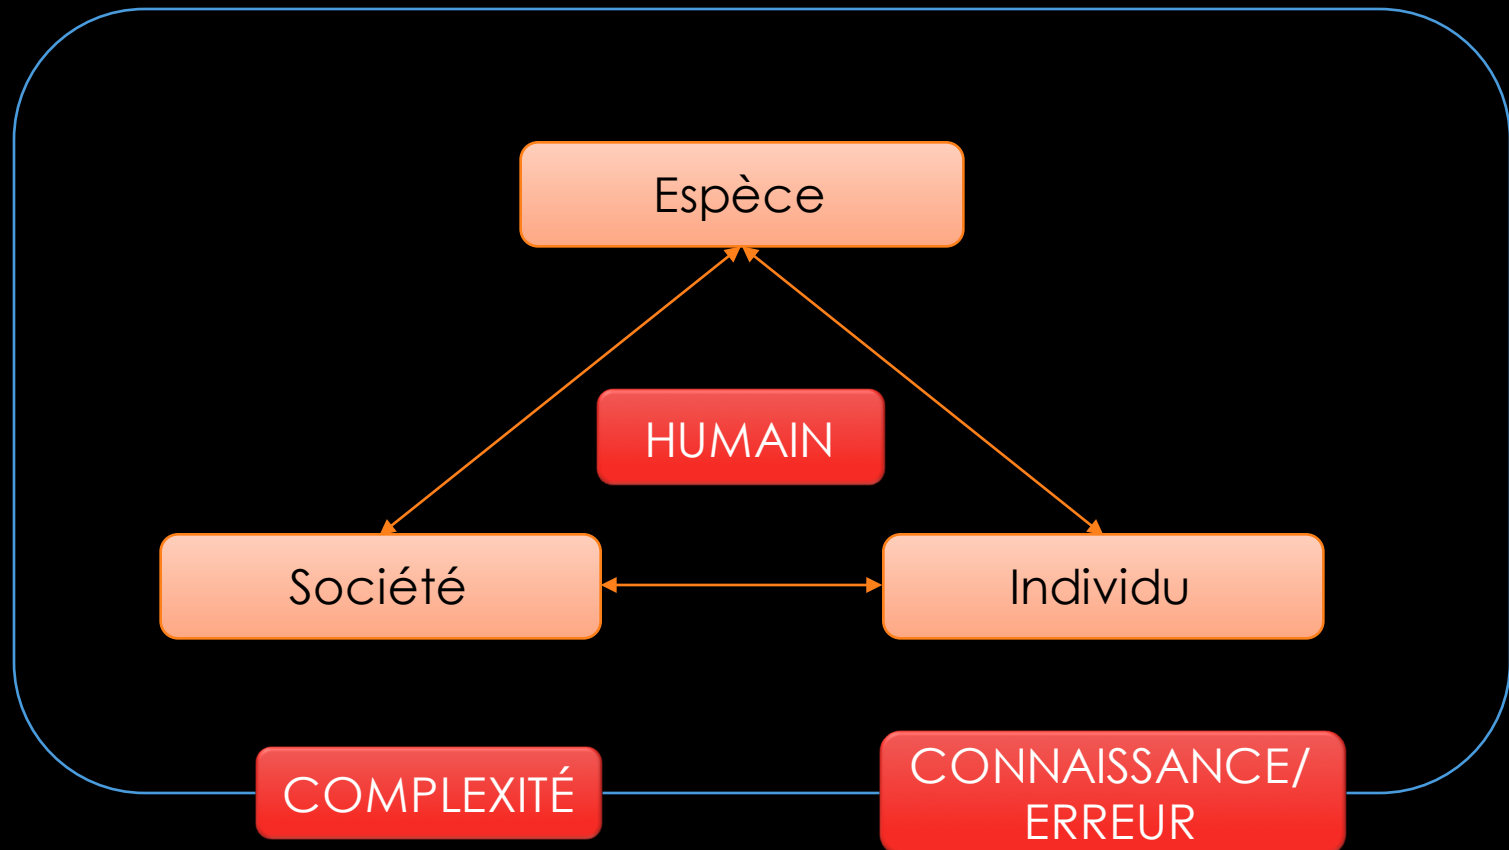 Espèce
HUMAIN
Société
Individu
COMPLEXITÉ
CONNAISSANCE/
ERREUR